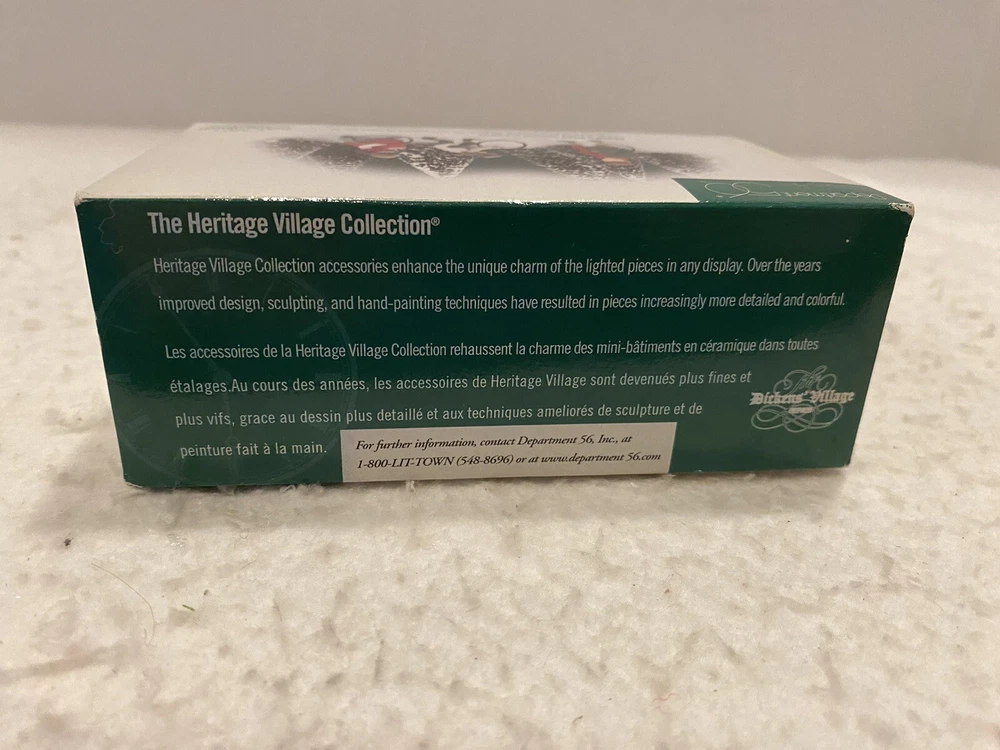 The Heritage Village Collection®
Heritage Village Collection accessories enhance the unique charm of the lighted pieces in any display. Over the years
improved design, sculpting, and hand-painting techniques have resulted in pieces increasingly more detailed and colorful.
Les accessoires de la Heritage Village Collection rehaussent la charme des mini-bâtiments en céramique dans toutes
étalages.Au cours des années, les accessoires de Heritage Village sont devenués plus fines et
plus vifs, grace au dessin plus detaillé et aux techniques ameliorés de sculpture et de
peinture fait à la main.
For further information, contact Department 56, Inc., at
1-800-LIT-TOWN (548-8696) or at www.department 56.com
The
Dickens' Village